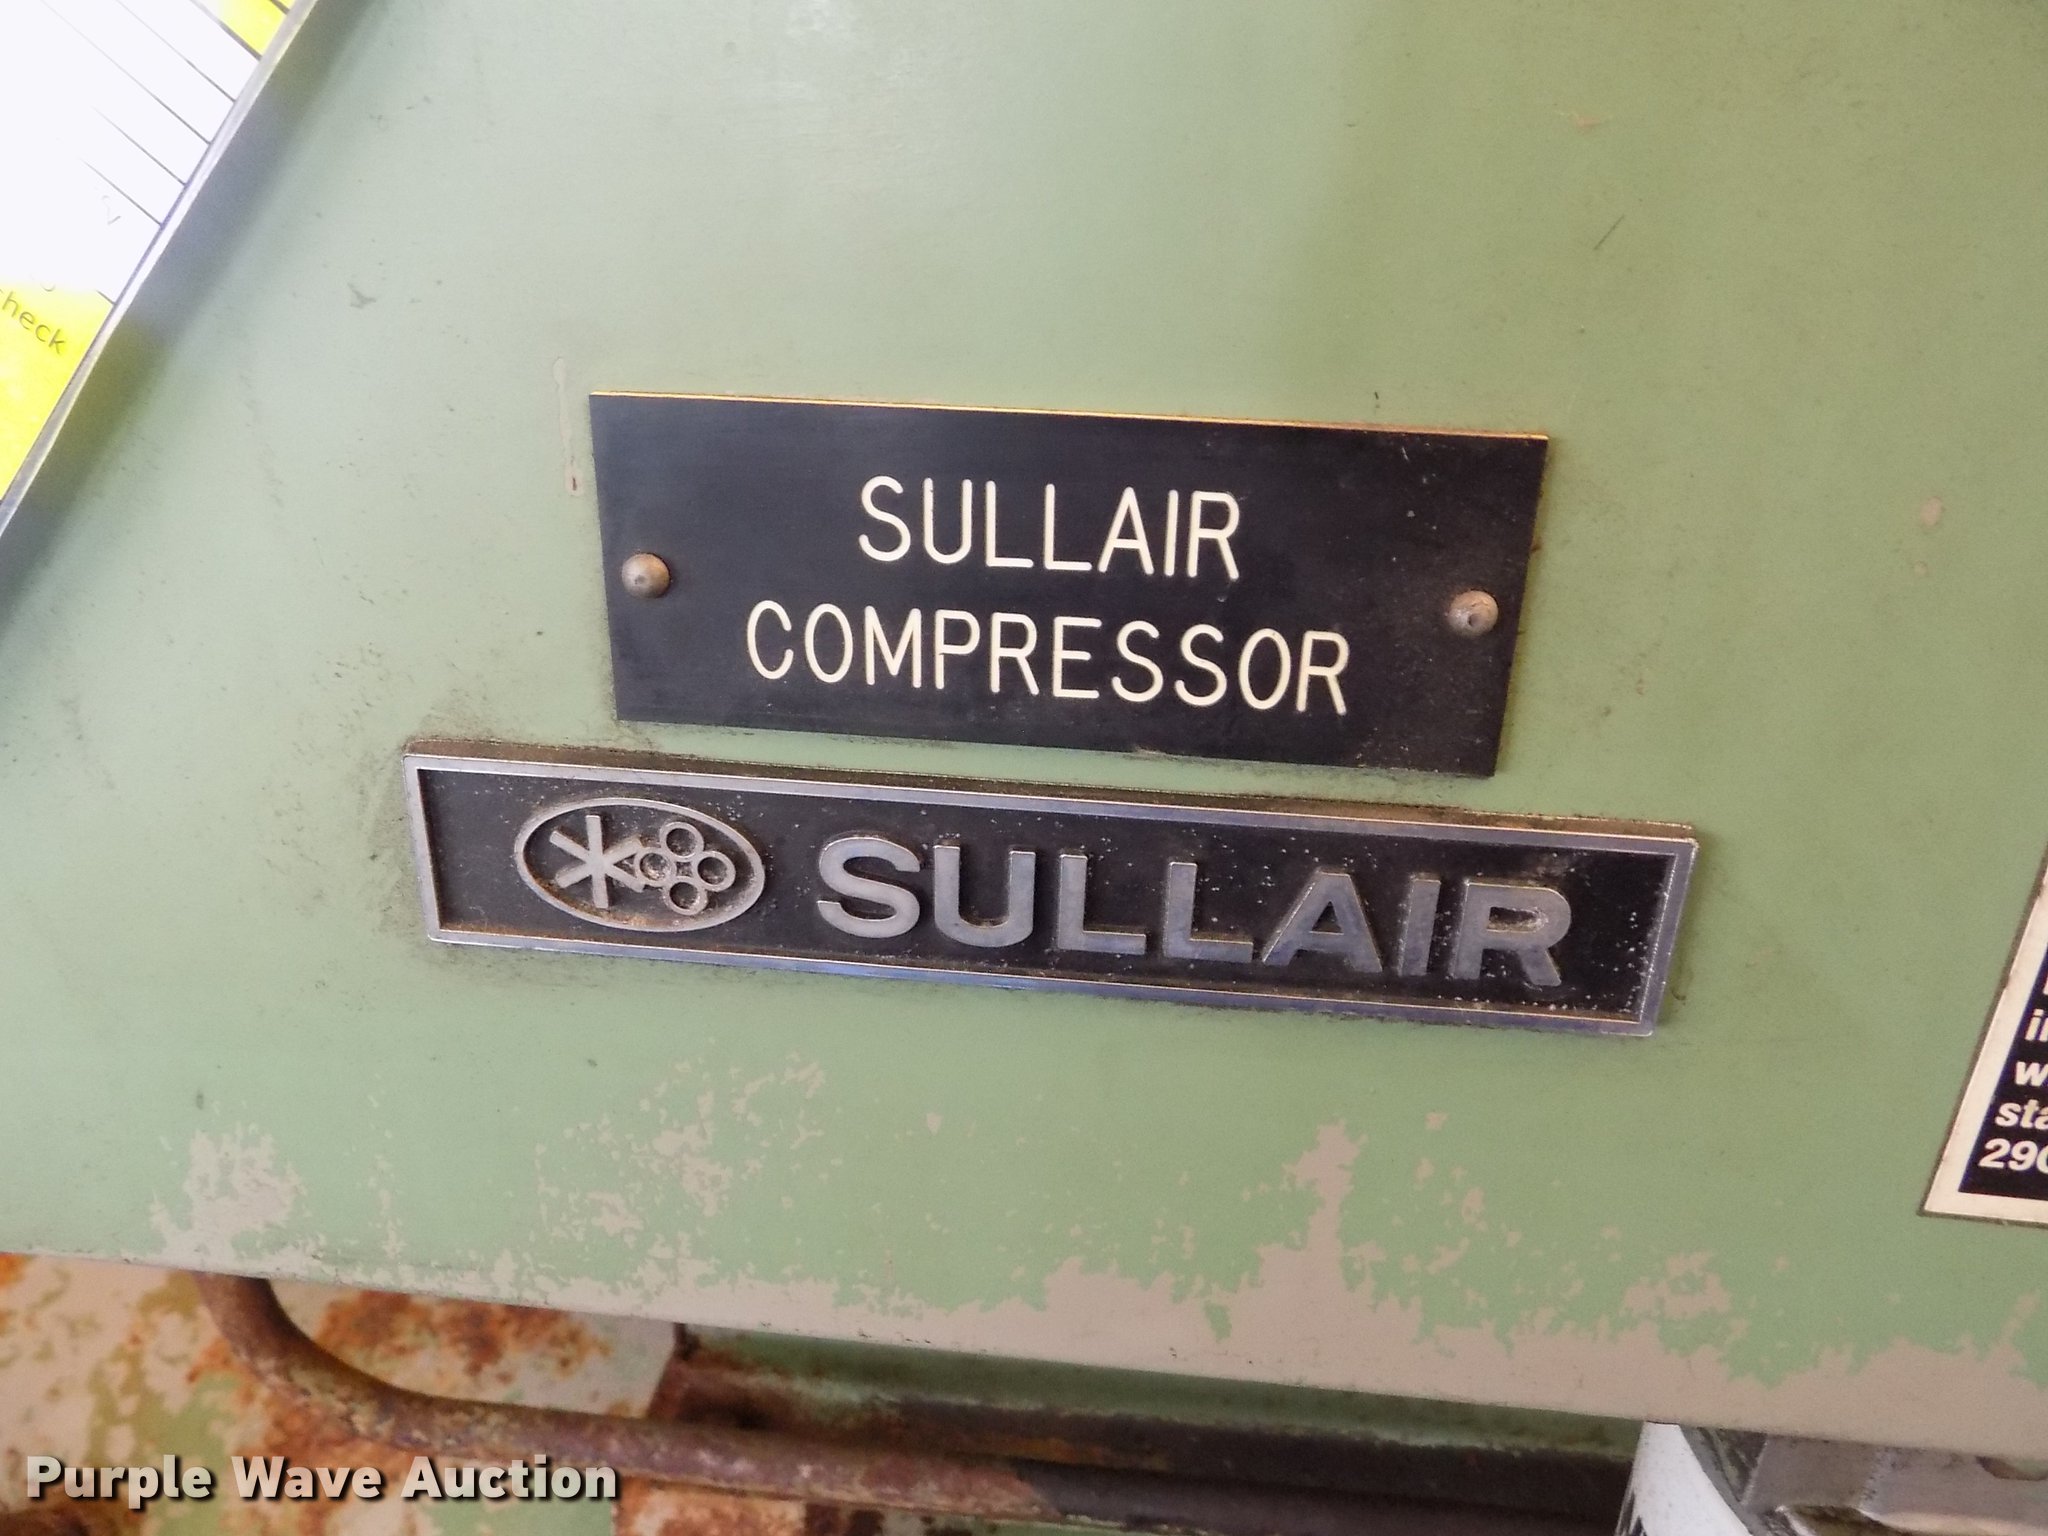 SULLAIR
COMPRESSOR
SULLAIR
Purple Wave Auction